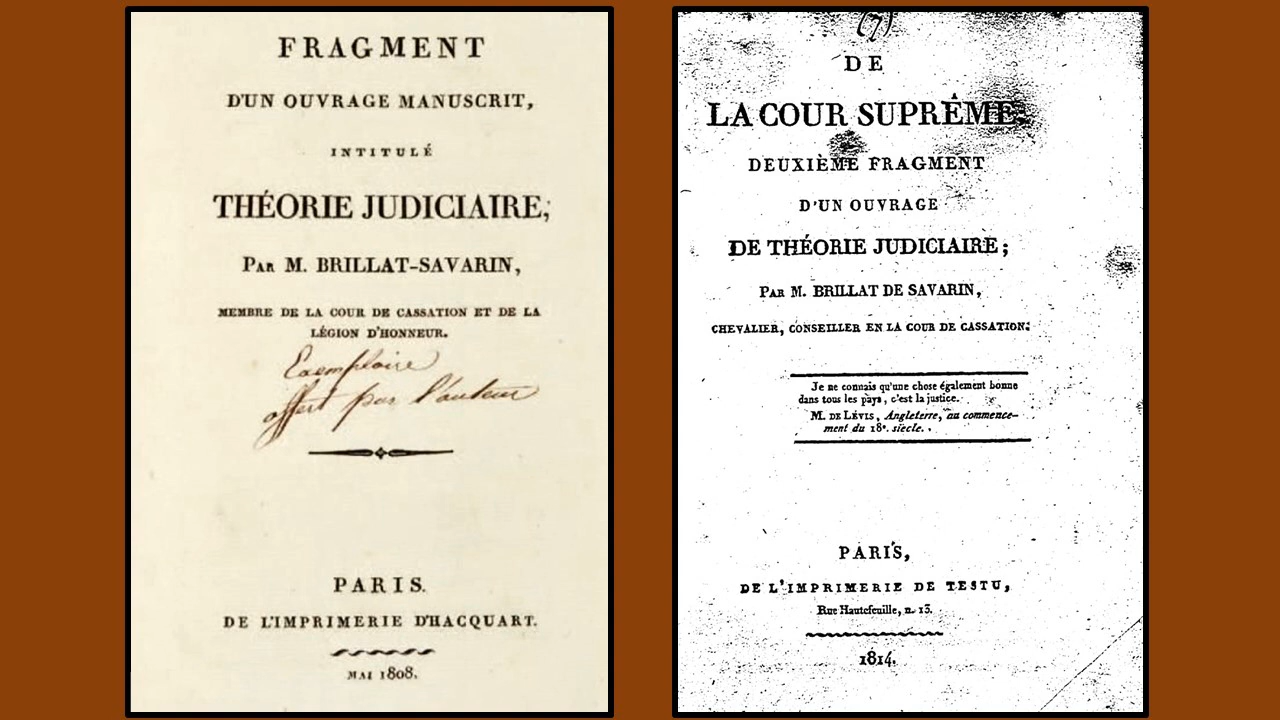 FRAGMENT
D'UN OUVRAGE MANUSCRIT,
INTITULÉ
THÉORIE JUDICIAIRE,
PAR M. BRILLAT-SAVARIN,
MEMBRE DE LA COUR DE CASSATION ET DE LA
LÉGION D'HONNEUR.
Exemplaire
offert par l'auteur
PARIS.
DE L'IMPRIMERIE D'HACQUART.
MAI 1808.
(7)
DE
LA COUR SUPRÊME.
DEUXIÈME FRAGMENT
D'UN OUVRAGE
DE THÉORIE JUDICIAIRE;
PAR M. BRILLAT DE SAVARIN,
CHEVALIER, CONSEILLER EN LA COUR DE CASSATION.
Je ne connais qu'une chose également bonne
dans tous les pays, c'est la justice.
M. DE LÉVIS, Angleterre, au commence-
ment du 18e. siècle.
PARIS,
DE L'IMPRIMERIE DE TESTU,
Rue Hautefeuille, n. 13.
1814.